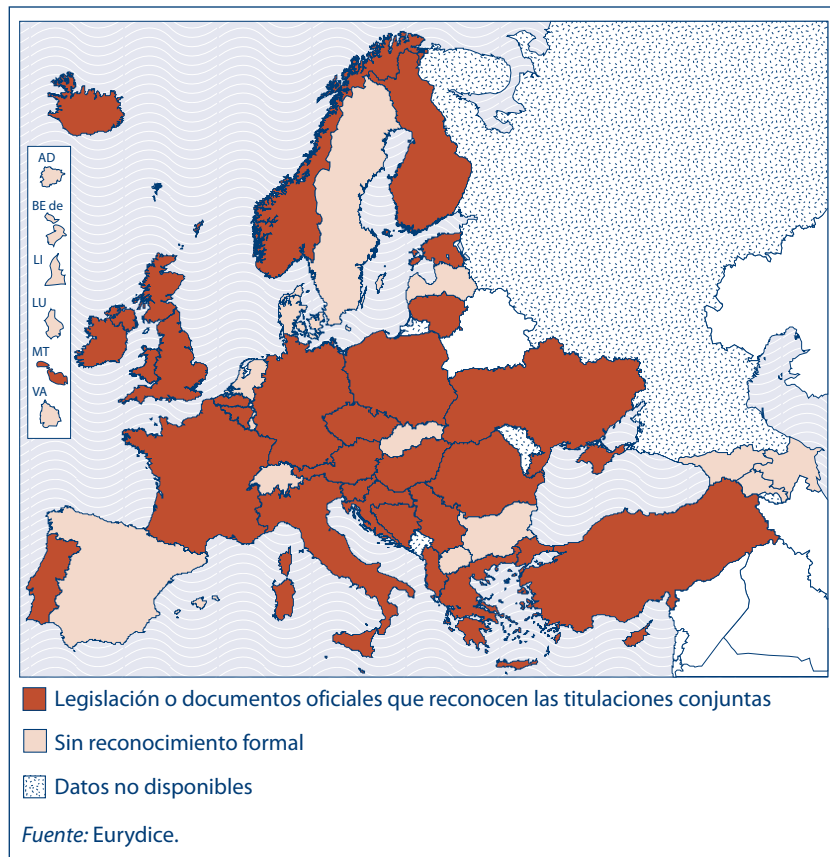 AD
BE de
LI
LU
MT
VA
Legislación o documentos oficiales que reconocen las titulaciones conjuntas
Sin reconocimiento formal
Datos no disponibles
Fuente: Eurydice.